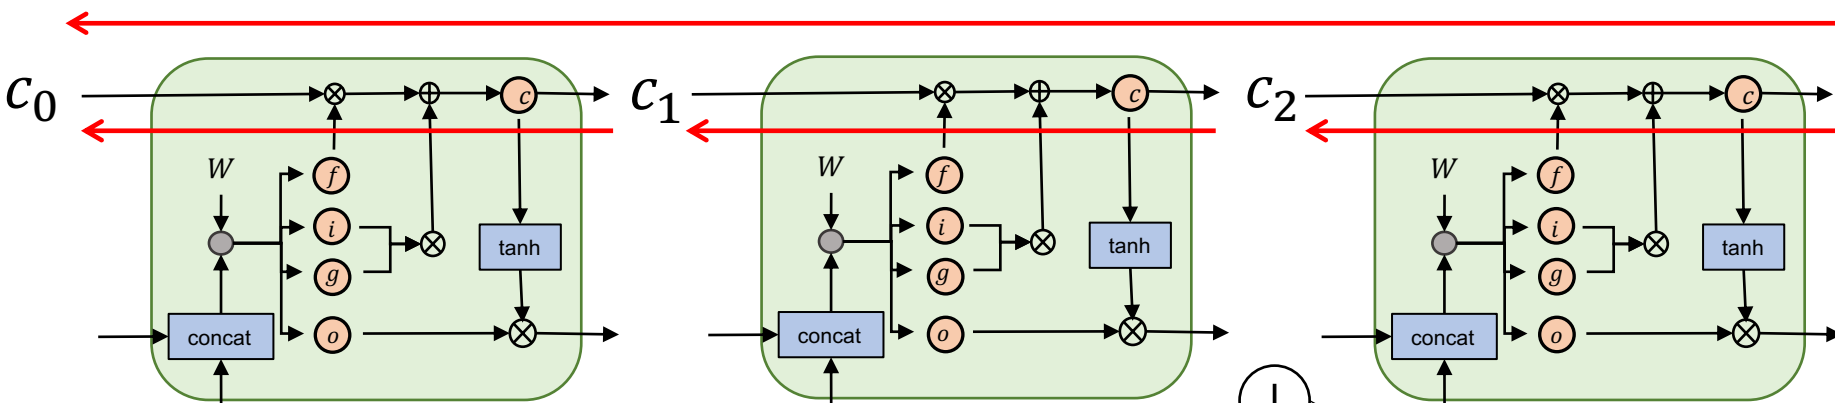 c₀ c c₁ c c₂ c
W f W f W f
i i i
tanh tanh tanh
g g g
concat o concat o concat o